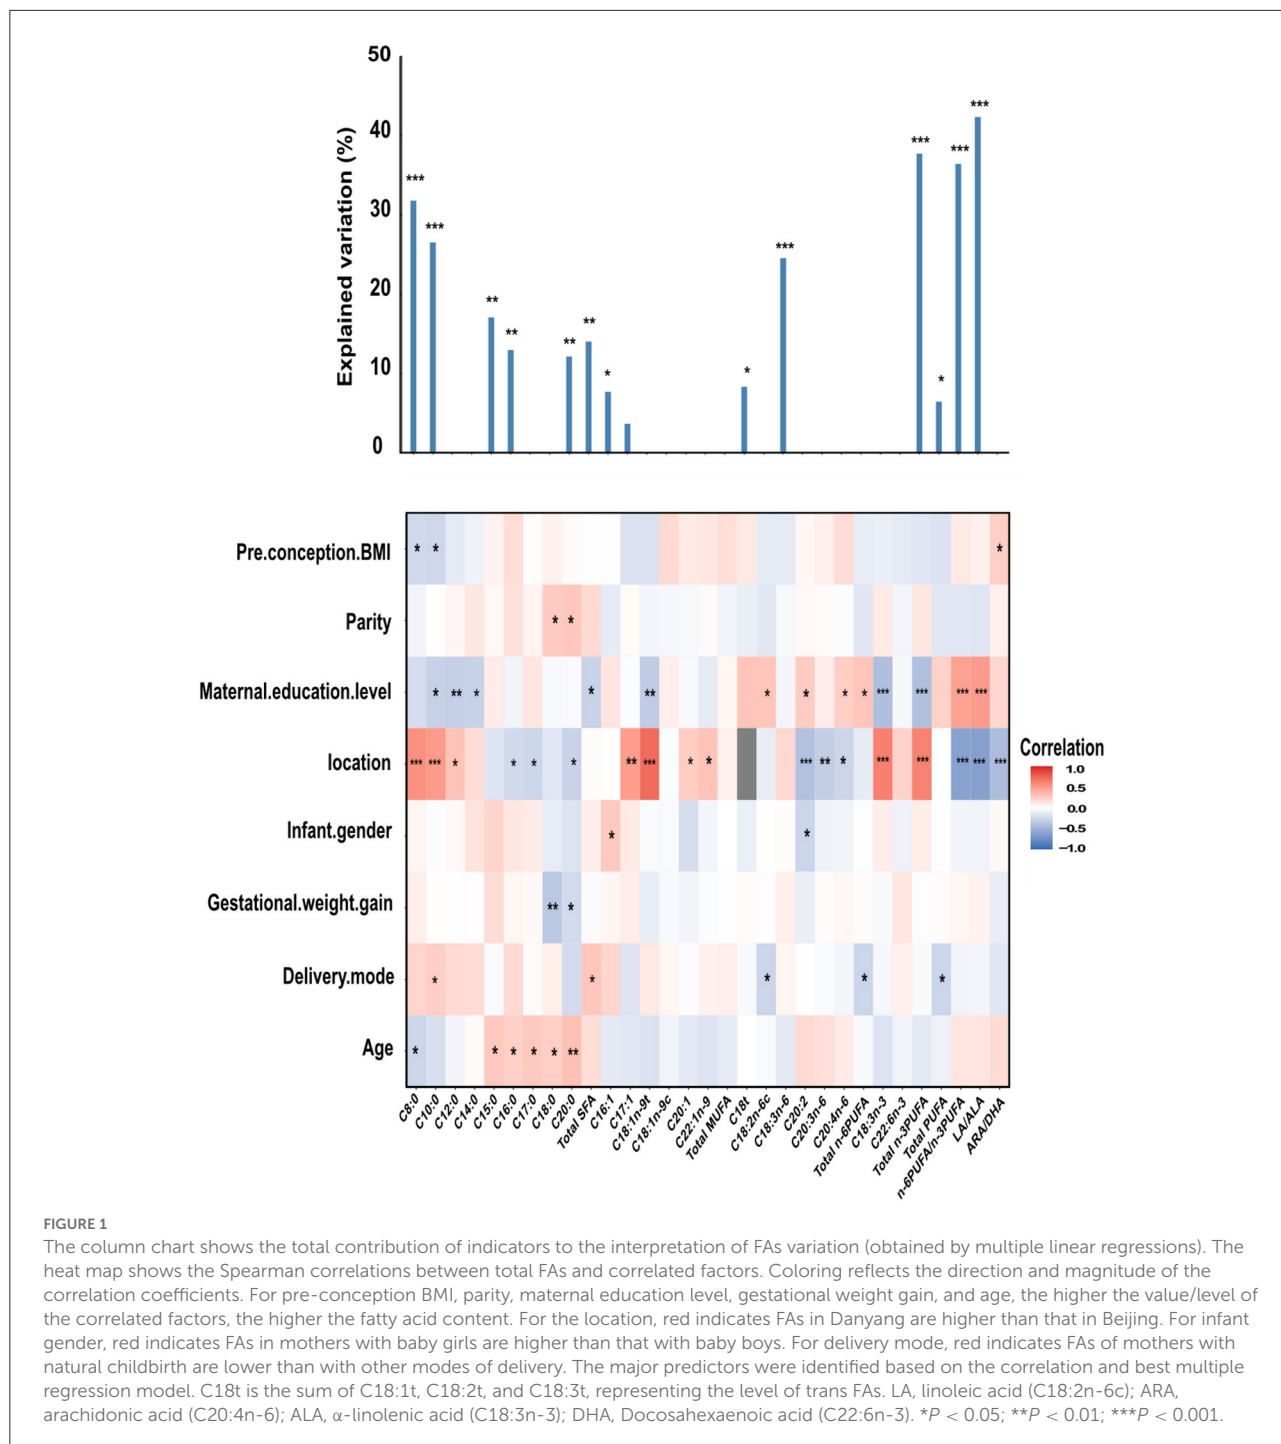 50
40
30
20
10
0
Explained variation (%)
***
***
**
**
**
**
*
*
***
***
*
***
***
Pre.conception.BMI
* * *
Parity
* *
Maternal.education.level
* ** * * ** * * * * *** *** *** ***
location
*** *** * * * * ** *** * * *** ** * *** *** *** *** ***
Infant.gender
* *
Gestational.weight.gain
** *
Delivery.mode
* * * * *
Age
* * * * * **
Correlation
1.0
0.5
0.0
−0.5
−1.0
C8:0
C10:0
C12:0
C14:0
C15:0
C16:0
C17:0
C18:0
C20:0
Total SFA
C16:1
C17:1
C18:1n-9t
C18:1n-9c
C20:1
C22:1n-9
Total MUFA
C18t
C18:2n-6c
C18:3n-6
C20:2
C20:3n-6
C20:4n-6
Total n-6PUFA
C18:3n-3
C22:6n-3
Total n-3PUFA
Total PUFA
n-6PUFA/n-3PUFA
LA/ALA
ARA/DHA
FIGURE 1
The column chart shows the total contribution of indicators to the interpretation of FAs variation (obtained by multiple linear regressions). The
heat map shows the Spearman correlations between total FAs and correlated factors. Coloring reflects the direction and magnitude of the
correlation coefficients. For pre-conception BMI, parity, maternal education level, gestational weight gain, and age, the higher the value/level of
the correlated factors, the higher the fatty acid content. For the location, red indicates FAs in Danyang are higher than that in Beijing. For infant
gender, red indicates FAs in mothers with baby girls are higher than that with baby boys. For delivery mode, red indicates FAs of mothers with
natural childbirth are lower than with other modes of delivery. The major predictors were identified based on the correlation and best multiple
regression model. C18t is the sum of C18:1t, C18:2t, and C18:3t, representing the level of trans FAs. LA, linoleic acid (C18:2n-6c); ARA,
arachidonic acid (C20:4n-6); ALA, α-linolenic acid (C18:3n-3); DHA, Docosahexaenoic acid (C22:6n-3). *P < 0.05; **P < 0.01; ***P < 0.001.